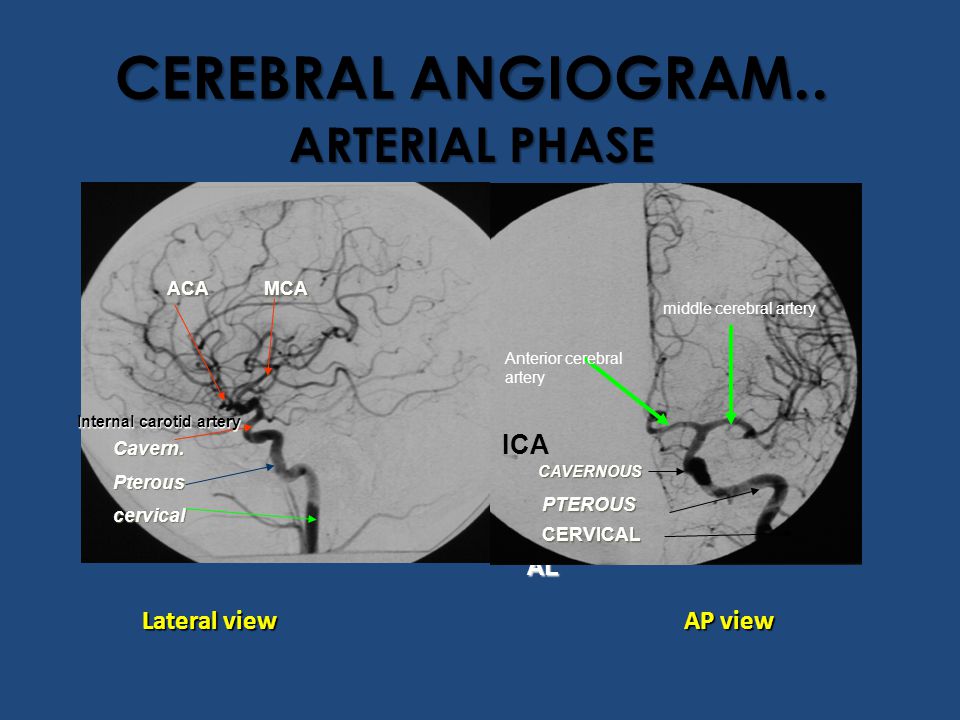 CEREBRAL ANGIOGRAM..
ARTERIAL PHASE
ACA
MCA
Internal carotid artery
Cavern.
Pterous
cervical
middle cerebral artery
Anterior cerebral
artery
ICA
CAVERNOUS
PTEROUS
CERVICAL
AL
Lateral view
AP view